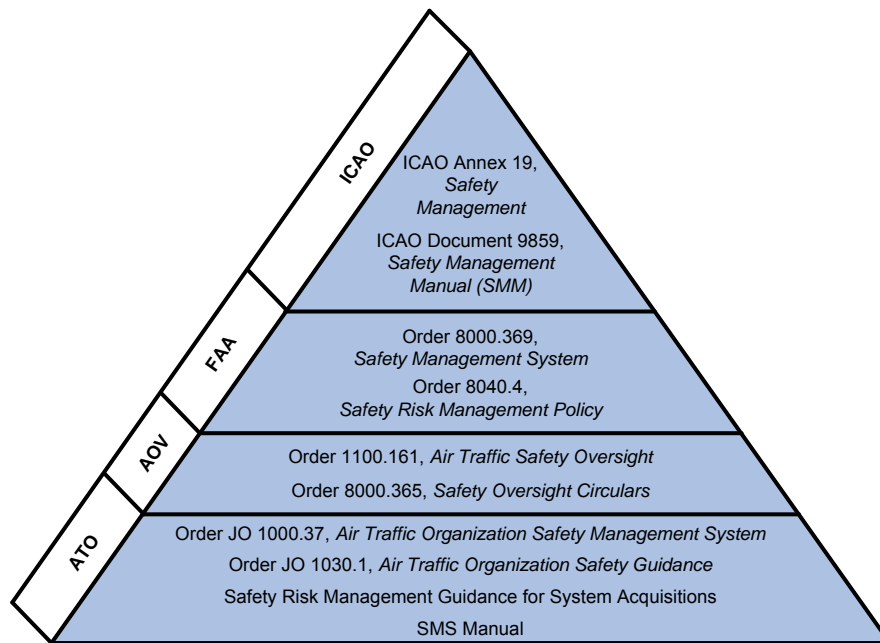 ICAO
ICAO Annex 19,
Safety
Management
ICAO Document 9859,
Safety Management
Manual (SMM)
FAA
Order 8000.369,
Safety Management System
Order 8040.4,
Safety Risk Management Policy
AOV
Order 1100.161, Air Traffic Safety Oversight
Order 8000.365, Safety Oversight Circulars
ATO
Order JO 1000.37, Air Traffic Organization Safety Management System
Order JO 1030.1, Air Traffic Organization Safety Guidance
Safety Risk Management Guidance for System Acquisitions
SMS Manual